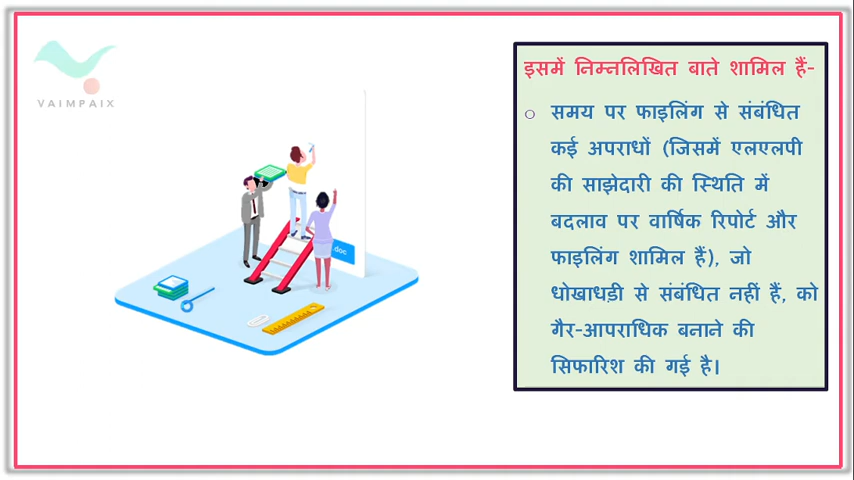 VAIMPAIX
इसमें निम्नलिखित बाते शामिल हैं-
o समय पर फाइलिंग से संबंधित
कई अपराधों (जिसमें एलएलपी
की साझेदारी की स्थिति में
बदलाव पर वार्षिक रिपोर्ट और
फाइलिंग शामिल हैं), जो
धोखाधड़ी से संबंधित नहीं हैं, को
गैर-आपराधिक बनाने की
सिफारिश की गई है।
.doc